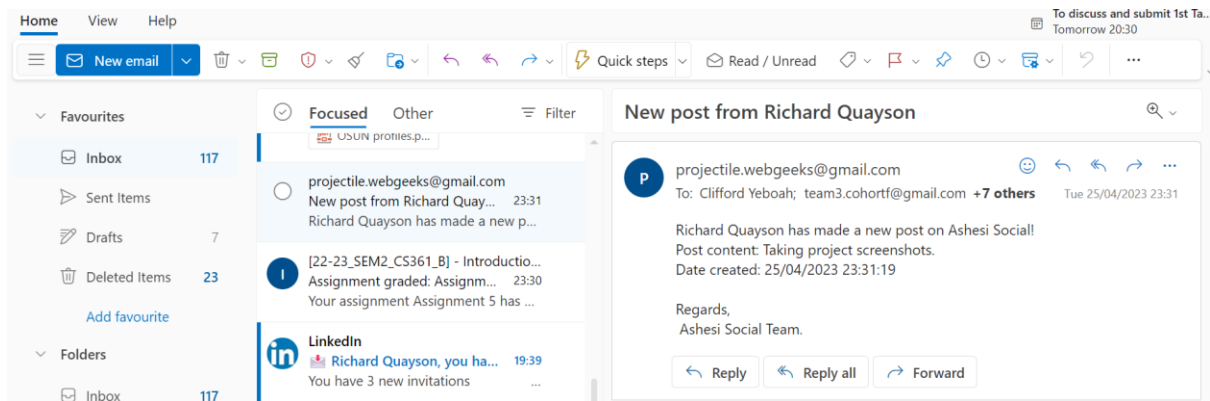 Home View Help
To discuss and submit 1st Ta..
Tomorrow 20:30
New email
Quick steps
Read / Unread
...
Favourites
Inbox 117
Sent Items
Drafts 7
Deleted Items 23
Add favourite
Folders
Inbox 117
Focused Other Filter
OSUN profiles.p...
projectile.webgeeks@gmail.com
New post from Richard Quay... 23:31
Richard Quayson has made a new p...
I
[22-23_SEM2_CS361_B] - Introductio...
Assignment graded: Assignm... 23:30
Your assignment Assignment 5 has ...
in
LinkedIn
Richard Quayson, you ha... 19:39
You have 3 new invitations ...
New post from Richard Quayson
P
projectile.webgeeks@gmail.com
To: Clifford Yeboah; team3.cohortf@gmail.com +7 others Tue 25/04/2023 23:31
Richard Quayson has made a new post on Ashesi Social!
Post content: Taking project screenshots.
Date created: 25/04/2023 23:31:19
Regards,
Ashesi Social Team.
Reply Reply all Forward